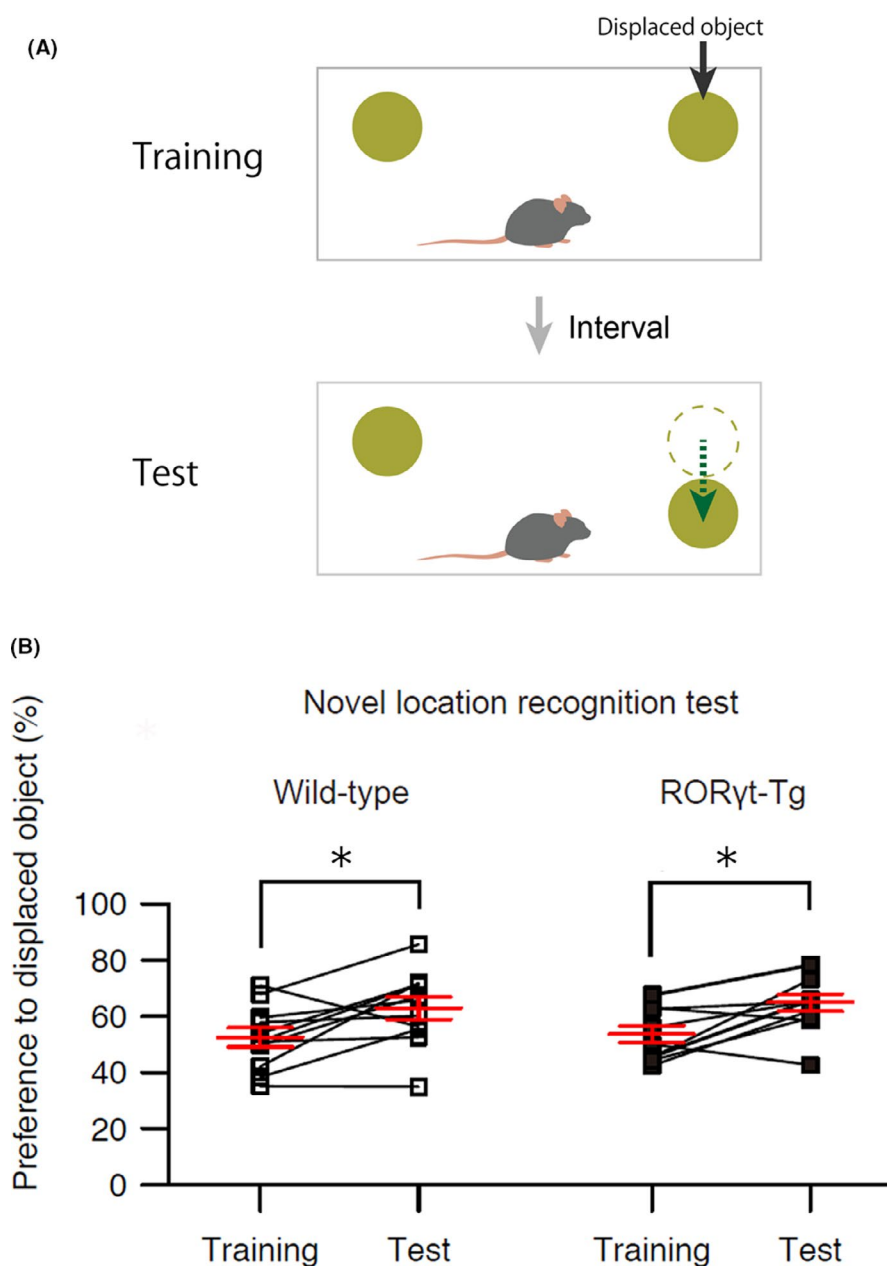 (A)
Displaced object
Training
Interval
Test
(B)
Novel location recognition test
Wild-type
RORγt-Tg
*
*
Preference to displaced object (%)
100
80
60
40
20
0
Training
Test
Training
Test